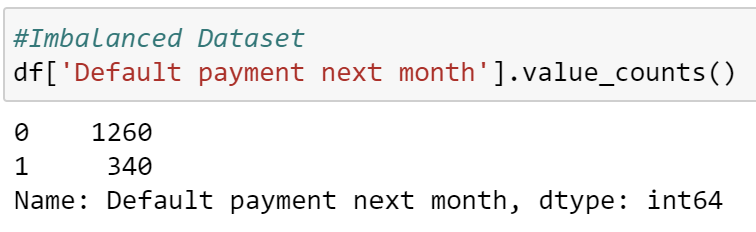 #Imbalanced Dataset
df['Default payment next month'].value_counts()
0    1260
1     340
Name: Default payment next month, dtype: int64